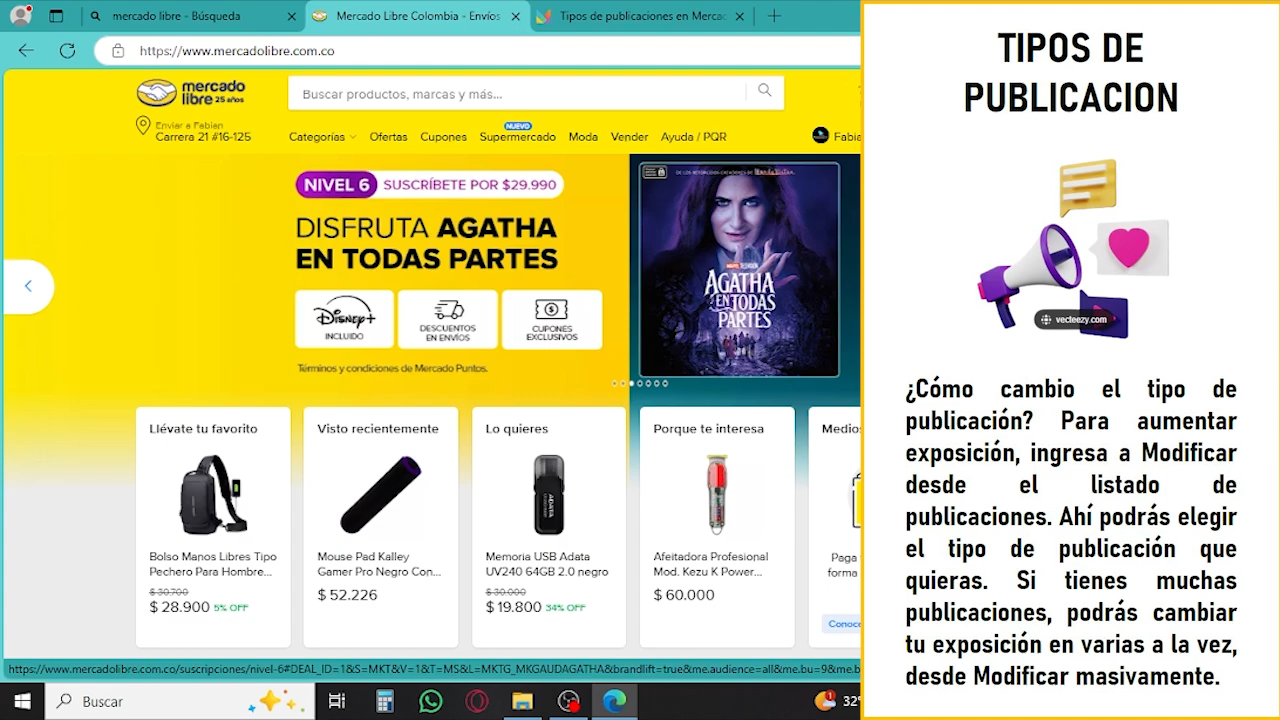 mercado libre - Búsqueda
Mercado Libre Colombia - Envíos
Tipos de publicaciones en Merca
https://www.mercadolibre.com.co
mercado
libre 25 años
Buscar productos, marcas y más...
Enviar a Fabian
Carrera 21 #16-125
NUEVO
Categorías Ofertas Cupones Supermercado Moda Vender Ayuda / PQR
Fabia
NIVEL 6 SUSCRÍBETE POR $29.990
DISFRUTA AGATHA
EN TODAS PARTES
Disney+
INCLUIDO
DESCUENTOS
EN ENVÍOS
CUPONES
EXCLUSIVOS
Términos y condiciones de Mercado Puntos.
AGATHA
EN TODAS
PARTES
Llévate tu favorito
Bolso Manos Libres Tipo
Pechero Para Hombre...
$ 30.700
$ 28.900 5% OFF
Visto recientemente
Mouse Pad Kalley
Gamer Pro Negro Con...
$ 52.226
Lo quieres
ADATA
Memoria USB Adata
UV240 64GB 2.0 negro
$ 30.000
$ 19.800 34% OFF
Porque te interesa
Afeitadora Profesional
Mod. Kezu K Power...
$ 60.000
Medios
Paga
forma
Conoce
https://www.mercadolibre.com.co/suscripciones/nivel-6#DEAL_ID=1&S=MKT&V=1&T=MS&L=MKTG_MKGAUDAGATHA&brandlift=true&me.audience=all&me.bu=9&me.b
Buscar
1
32°
TIPOS DE
PUBLICACION
vecteezy.com
¿Cómo cambio el tipo de
publicación? Para aumentar
exposición, ingresa a Modificar
desde el listado de
publicaciones. Ahí podrás elegir
el tipo de publicación que
quieras. Si tienes muchas
publicaciones, podrás cambiar
tu exposición en varias a la vez,
desde Modificar masivamente.